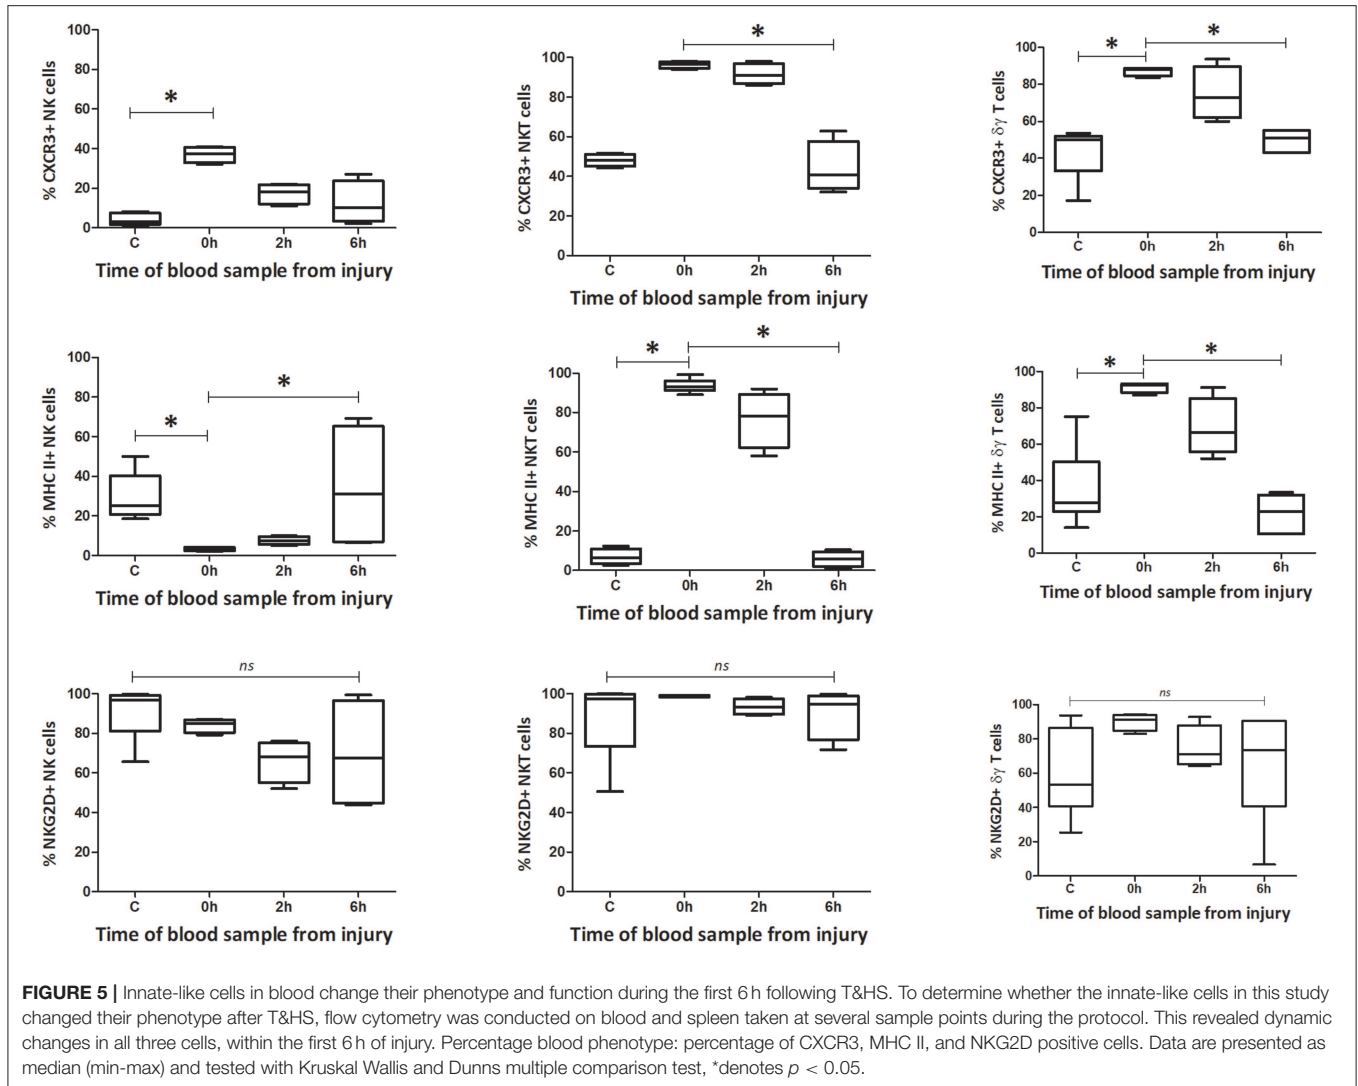 *
100
80
60
40
20
0
% CXCR3+ NK cells
C 0h 2h 6h
Time of blood sample from injury
*
100
80
60
40
20
0
% CXCR3+ NKT cells
C 0h 2h 6h
Time of blood sample from injury
* *
100
80
60
40
20
0
% CXCR3+ δγ T cells
C 0h 2h 6h
Time of blood sample from injury
* *
100
80
60
40
20
0
% MHC II+ NK cells
C 0h 2h 6h
Time of blood sample from injury
* *
100
80
60
40
20
0
% MHC II+ NKT cells
C 0h 2h 6h
Time of blood sample from injury
* *
100
80
60
40
20
0
% MHC II+ δγ T cells
C 0h 2h 6h
Time of blood sample from injury
ns
100
80
60
40
20
0
% NKG2D+ NK cells
C 0h 2h 6h
Time of blood sample from injury
ns
100
80
60
40
20
0
% NKG2D+ NKT cells
C 0h 2h 6h
Time of blood sample from injury
ns
100
80
60
40
20
0
% NKG2D+ δγ T cells
C 0h 2h 6h
Time of blood sample from injury
FIGURE 5 | Innate-like cells in blood change their phenotype and function during the first 6 h following T&HS. To determine whether the innate-like cells in this study
changed their phenotype after T&HS, flow cytometry was conducted on blood and spleen taken at several sample points during the protocol. This revealed dynamic
changes in all three cells, within the first 6 h of injury. Percentage blood phenotype: percentage of CXCR3, MHC II, and NKG2D positive cells. Data are presented as
median (min-max) and tested with Kruskal Wallis and Dunns multiple comparison test, *denotes p < 0.05.